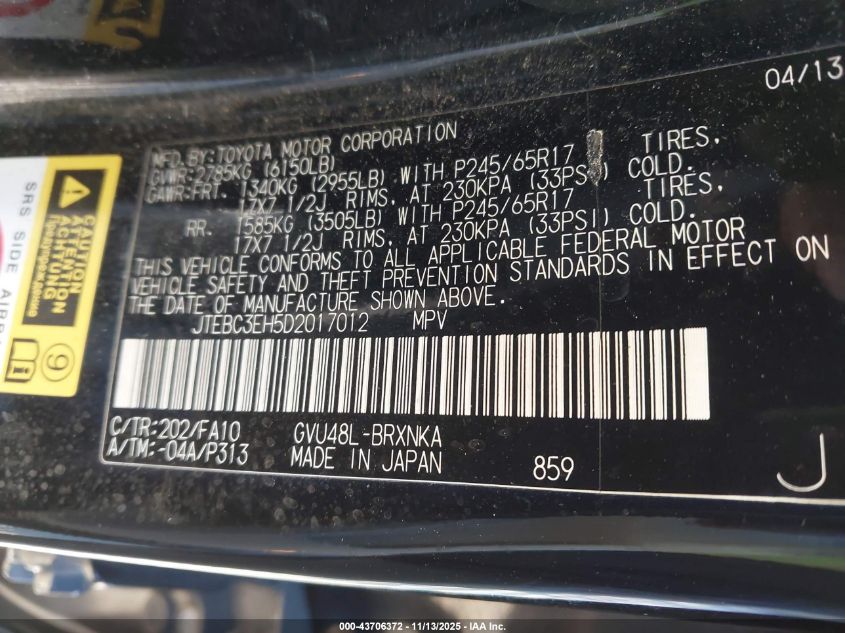 04/13
MFD.BY:TOYOTA MOTOR CORPORATION
GVWR:2785KG (6150LB)
GAWR:FRT. 1340KG (2955LB) WITH P245/65R17 TIRES,
17X7 1/2J RIMS, AT 230KPA (33PSI) COLD.
RR. 1585KG (3505LB) WITH P245/65R17 TIRES,
17X7 1/2J RIMS, AT 230KPA (33PSI) COLD.
THIS VEHICLE CONFORMS TO ALL APPLICABLE FEDERAL MOTOR
VEHICLE SAFETY AND THEFT PREVENTION STANDARDS IN EFFECT ON
THE DATE OF MANUFACTURE SHOWN ABOVE.
JTEBC3EH5D2017012 MPV
C/TR:202/FA10 GVU48L-BRXNKA
A/TM:-04A/P313 MADE IN JAPAN 859
J
SRS SIDE
CAUTION
ATTENTION
ACHTUNG
9
i
000-43706372 - 11/13/2025 - IAA Inc.